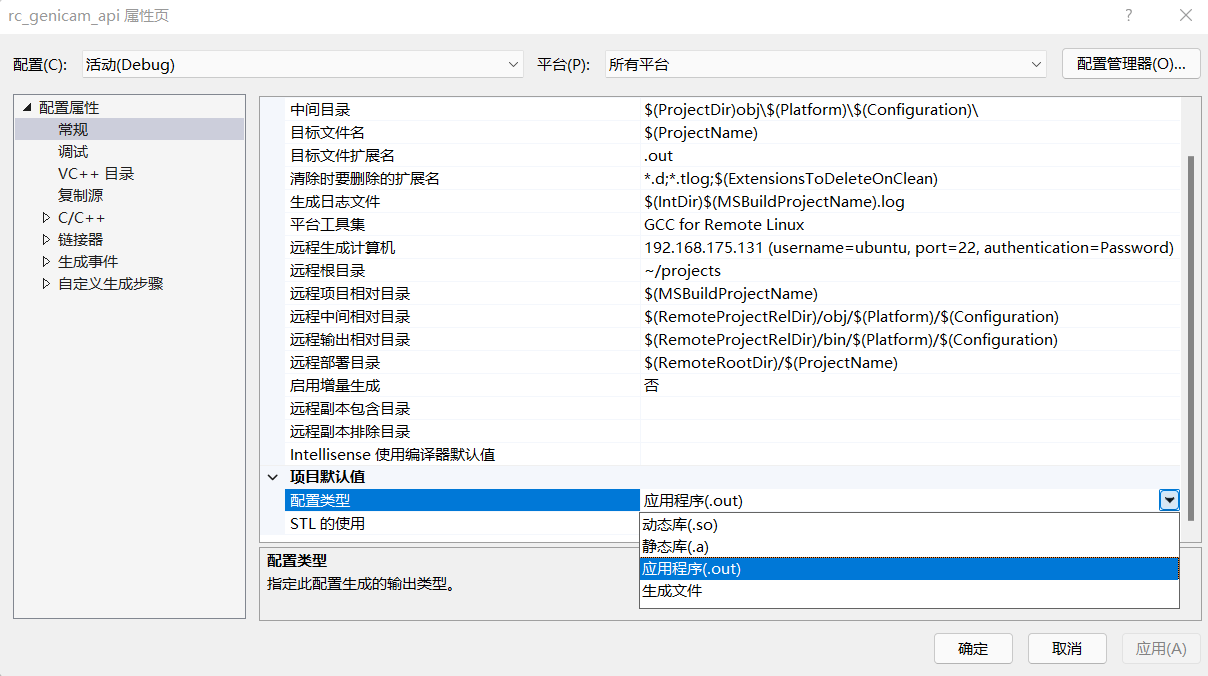 rc_genicam_api 属性页
配置(C): 活动(Debug) 平台(P): 所有平台 配置管理器(O)...
配置属性
常规
调试
VC++ 目录
复制源
C/C++
链接器
生成事件
自定义生成步骤
中间目录 $(ProjectDir)obj\$(Platform)\$(Configuration)\
目标文件名 $(ProjectName)
目标文件扩展名 .out
清除时要删除的扩展名 *.d;*.tlog;$(ExtensionsToDeleteOnClean)
生成日志文件 $(IntDir)$(MSBuildProjectName).log
平台工具集 GCC for Remote Linux
远程生成计算机 192.168.175.131 (username=ubuntu, port=22, authentication=Password)
远程根目录 ~/projects
远程项目相对目录 $(MSBuildProjectName)
远程中间相对目录 $(RemoteProjectRelDir)/obj/$(Platform)/$(Configuration)
远程输出相对目录 $(RemoteProjectRelDir)/bin/$(Platform)/$(Configuration)
远程部署目录 $(RemoteRootDir)/$(ProjectName)
启用增量生成 否
远程副本包含目录
远程副本排除目录
Intellisense 使用编译器默认值
项目默认值
配置类型 应用程序(.out)
STL 的使用
动态库(.so)
静态库(.a)
应用程序(.out)
生成文件
配置类型
指定此配置生成的输出类型。
确定 取消 应用(A)